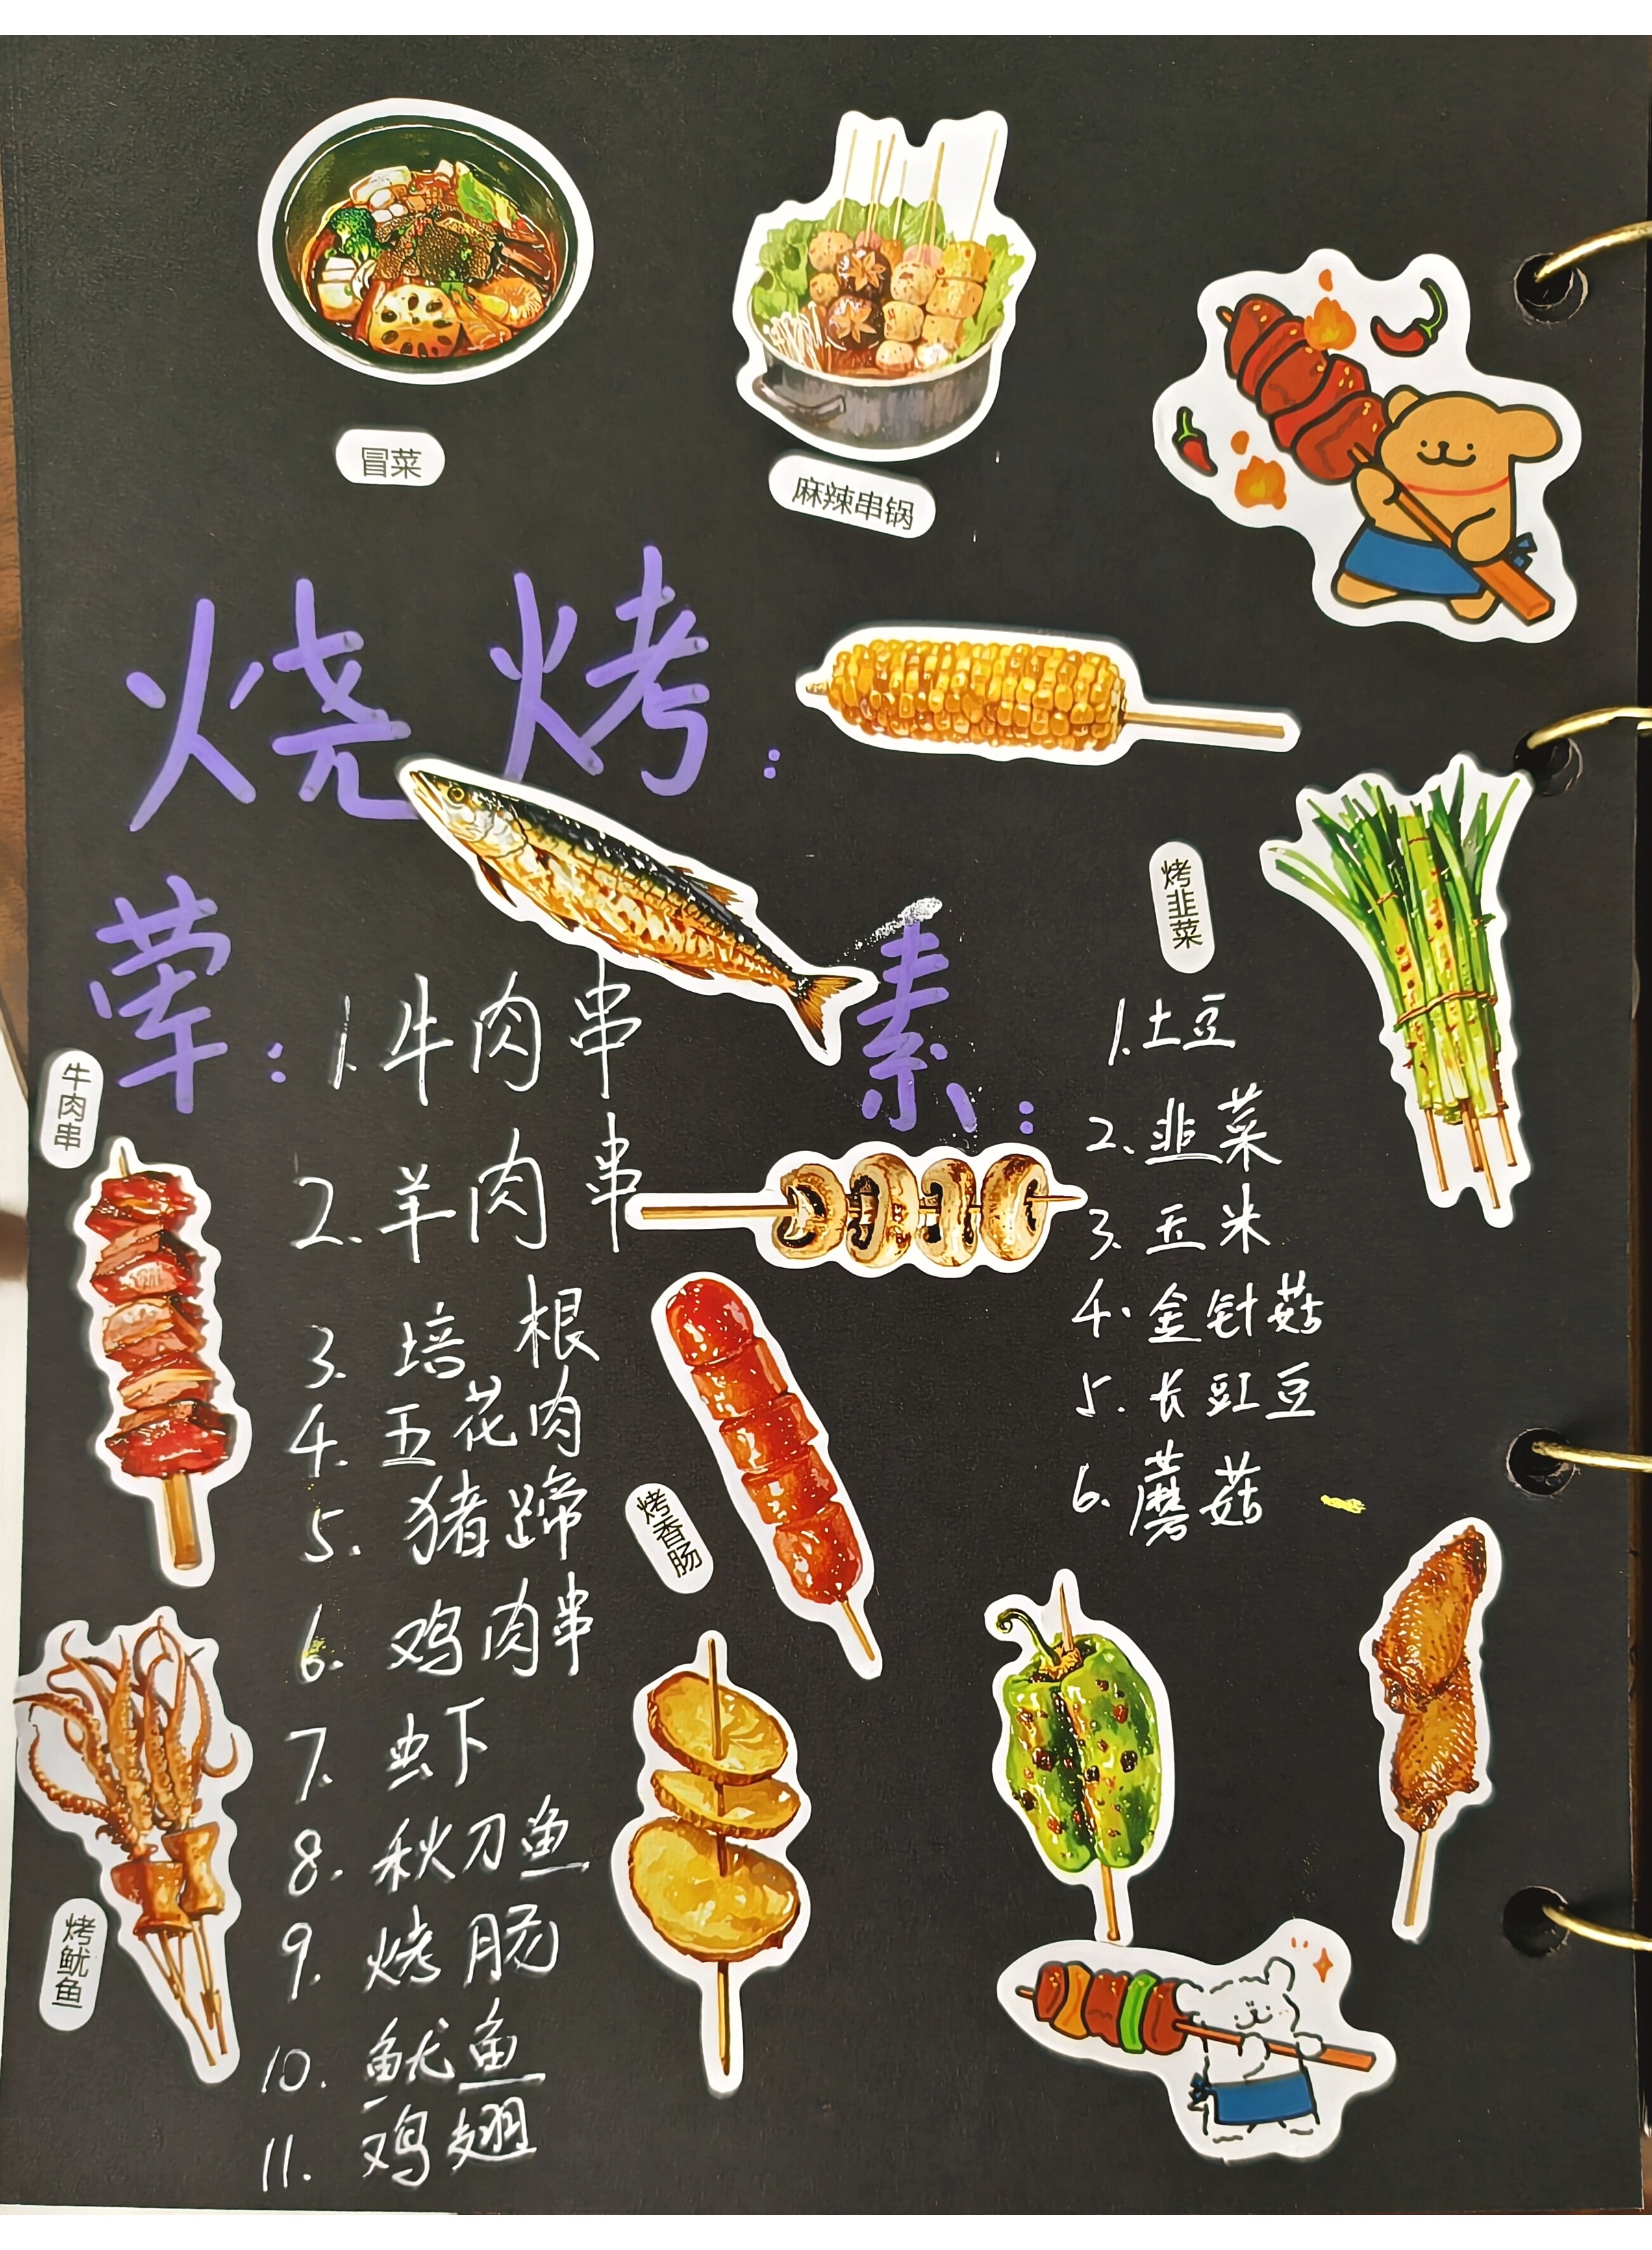 冒菜
麻辣串锅
烧烤:
烤韭菜
荤:
素:
牛肉串
1. 牛肉串
2. 羊肉串
3. 培根
4. 五花肉
5. 猪蹄
6. 鸡肉串
7. 虾
8. 秋刀鱼
9. 烤肠
10. 鱿鱼
11. 鸡翅
1. 土豆
2. 韭菜
3. 玉米
4. 金针菇
5. 长豇豆
6. 蘑菇
烤香肠
烤鱿鱼